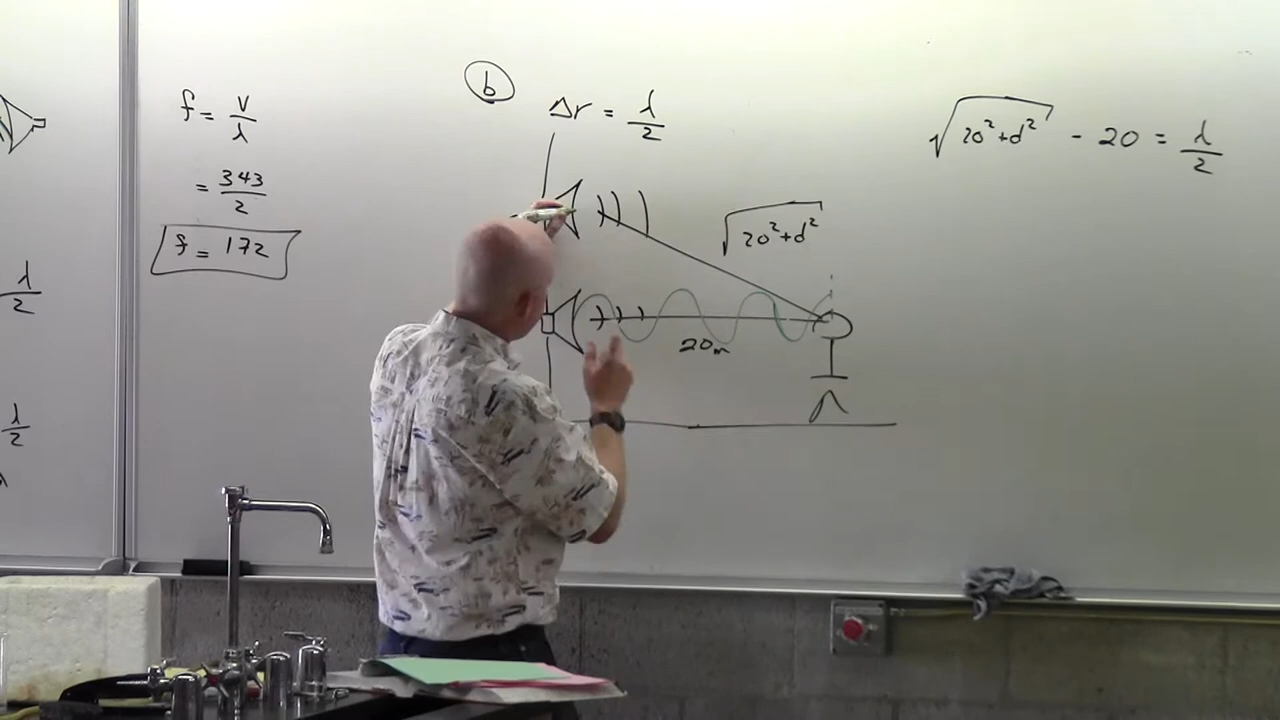 λ/2
λ/2
f = v/λ
= 343/2
f = 172
b
Δr = λ/2
√(20²+d²)
20m
√(20²+d²) - 20 = λ/2